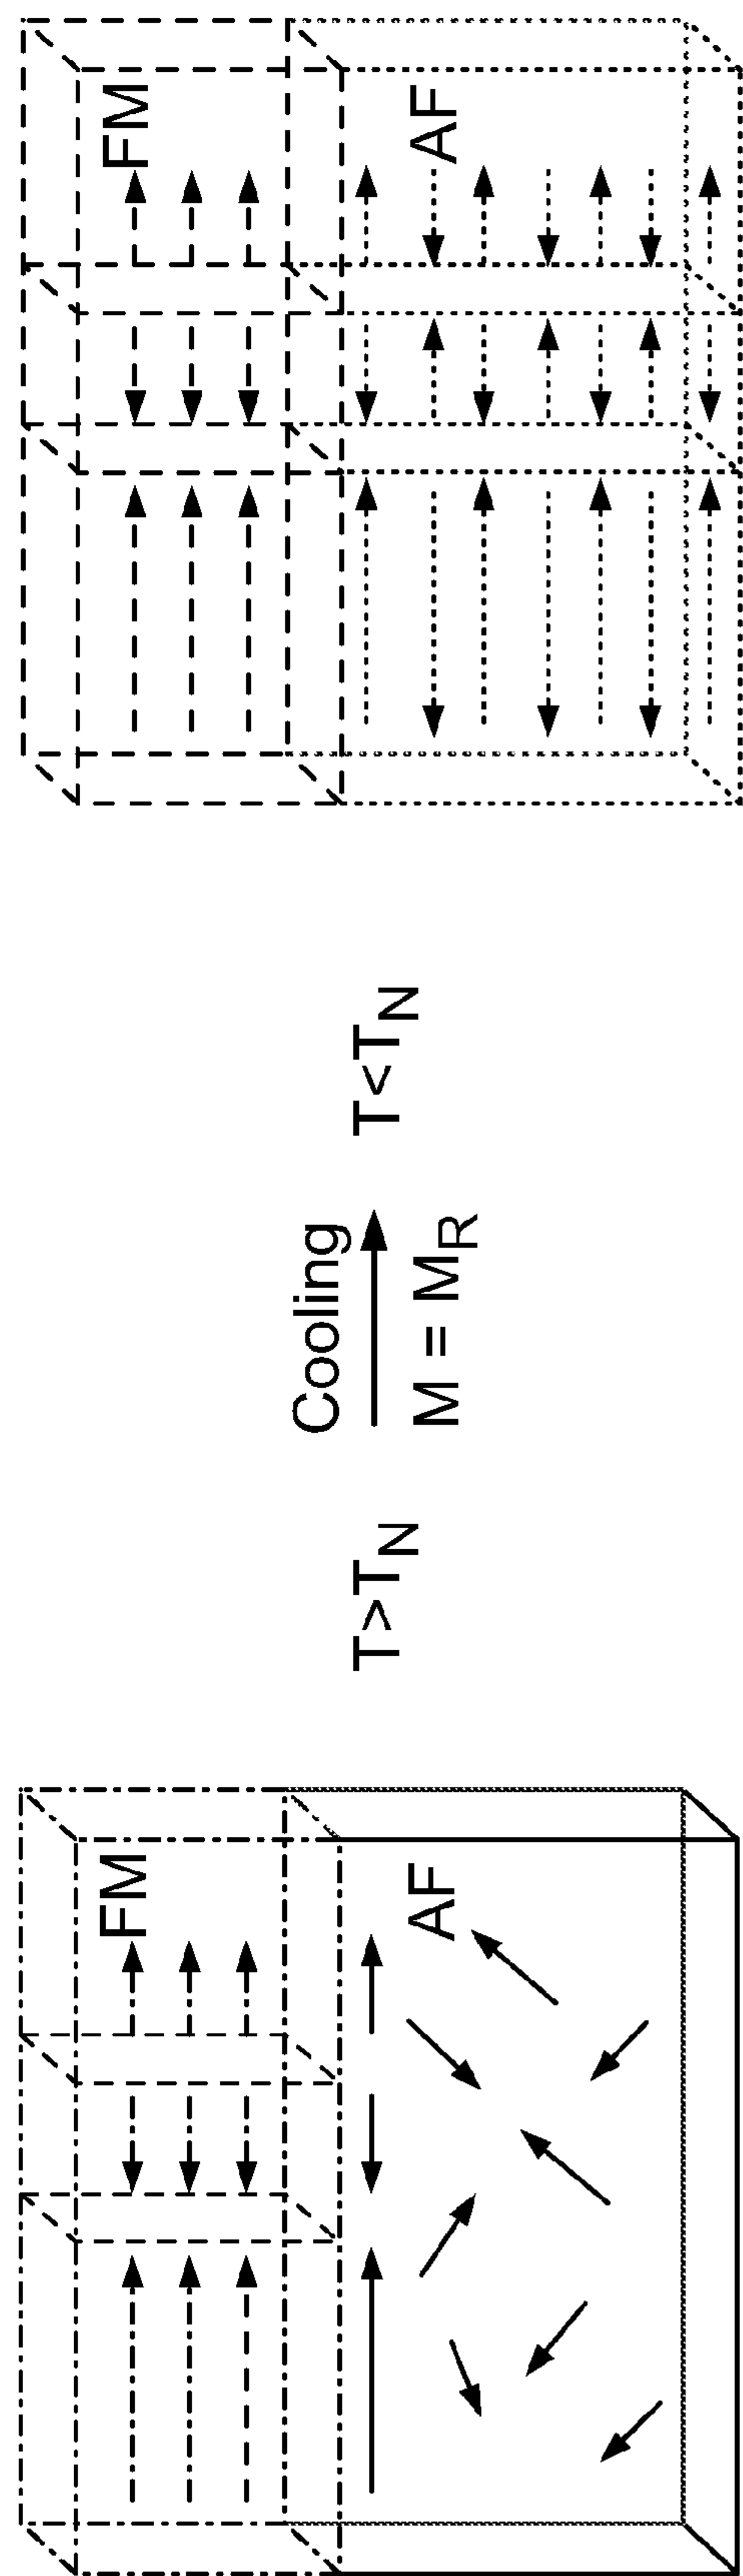 FM
AF
T>T_N
Cooling
M = M_R
T<T_N
FM
AF